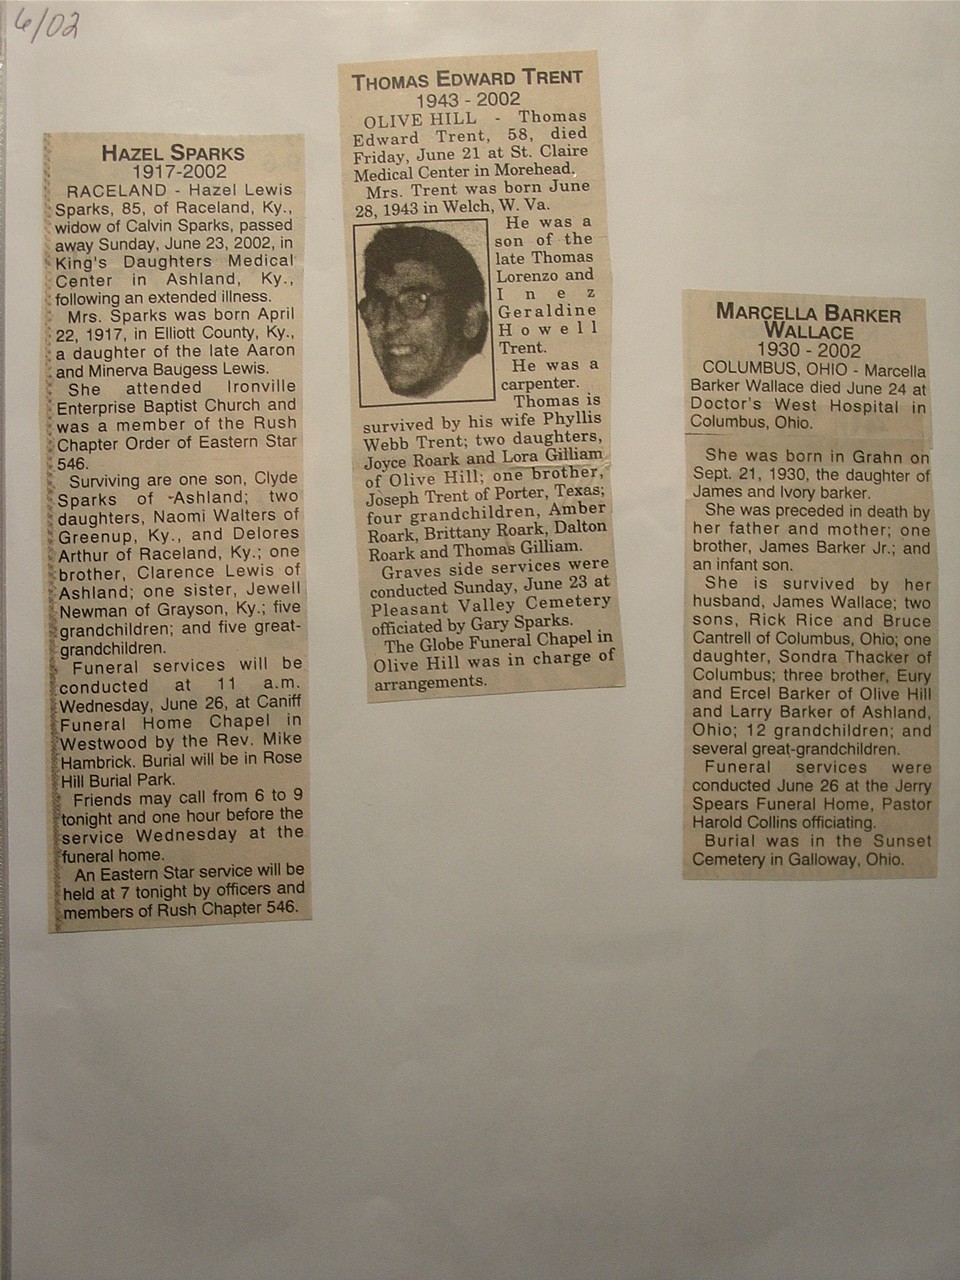 6/02
HAZEL SPARKS
1917-2002
RACELAND - Hazel Lewis
Sparks, 85, of Raceland, Ky.,
widow of Calvin Sparks, passed
away Sunday, June 23, 2002, in
King's Daughters Medical
Center in Ashland, Ky.,
following an extended illness.
Mrs. Sparks was born April
22, 1917, in Elliott County, Ky.,
a daughter of the late Aaron
and Minerva Baugess Lewis.
She attended Ironville
Enterprise Baptist Church and
was a member of the Rush
Chapter Order of Eastern Star
546.
Surviving are one son, Clyde
Sparks of -Ashland; two
daughters, Naomi Walters of
Greenup, Ky., and Delores
Arthur of Raceland, Ky.; one
brother, Clarence Lewis of
Ashland; one sister, Jewell
Newman of Grayson, Ky.; five
grandchildren; and five great-
grandchildren.
Funeral services will be
conducted at 11 a.m.
Wednesday, June 26, at Caniff
Funeral Home Chapel in
Westwood by the Rev. Mike
Hambrick. Burial will be in Rose
Hill Burial Park.
Friends may call from 6 to 9
tonight and one hour before the
service Wednesday at the
funeral home.
An Eastern Star service will be
held at 7 tonight by officers and
members of Rush Chapter 546.
THOMAS EDWARD TRENT
1943 - 2002
OLIVE HILL - Thomas
Edward Trent, 58, died
Friday, June 21 at St. Claire
Medical Center in Morehead.
Mrs. Trent was born June
28, 1943 in Welch, W. Va.
He was a
son of the
late Thomas
Lorenzo and
Inez
Geraldine
Howell
Trent.
He was a
carpenter.
Thomas is
survived by his wife Phyllis
Webb Trent; two daughters,
Joyce Roark and Lora Gilliam
of Olive Hill; one brother,
Joseph Trent of Porter, Texas;
four grandchildren, Amber
Roark, Brittany Roark, Dalton
Roark and Thomas Gilliam.
Graves side services were
conducted Sunday, June 23 at
Pleasant Valley Cemetery
officiated by Gary Sparks.
The Globe Funeral Chapel in
Olive Hill was in charge of
arrangements.
MARCELLA BARKER
WALLACE
1930 - 2002
COLUMBUS, OHIO - Marcella
Barker Wallace died June 24 at
Doctor's West Hospital in
Columbus, Ohio.
She was born in Grahn on
Sept. 21, 1930, the daughter of
James and Ivory barker.
She was preceded in death by
her father and mother; one
brother, James Barker Jr.; and
an infant son.
She is survived by her
husband, James Wallace; two
sons, Rick Rice and Bruce
Cantrell of Columbus, Ohio; one
daughter, Sondra Thacker of
Columbus; three brother, Eury
and Ercel Barker of Olive Hill
and Larry Barker of Ashland,
Ohio; 12 grandchildren; and
several great-grandchildren.
Funeral services were
conducted June 26 at the Jerry
Spears Funeral Home, Pastor
Harold Collins officiating.
Burial was in the Sunset
Cemetery in Galloway, Ohio.